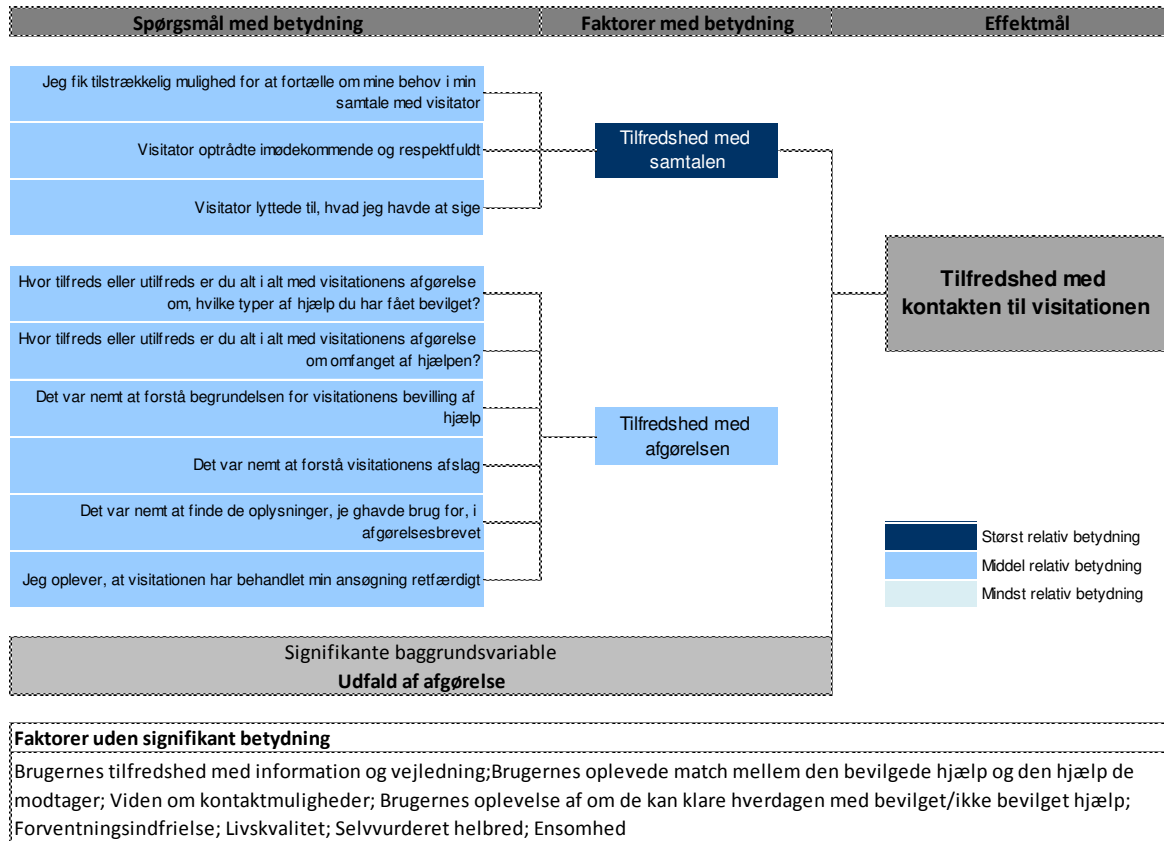 Spørgsmål med betydning
Faktorer med betydning
Effektmål
Jeg fik tilstrækkelig mulighed for at fortælle om mine behov i min
samtale med visitator
Visitator optrådte imødekommende og respektfuldt
Visitator lyttede til, hvad jeg havde at sige
Tilfredshed med
samtalen
Hvor tilfreds eller utilfreds er du alt i alt med visitationens afgørelse
om, hvilke typer af hjælp du har fået bevilget?
Hvor tilfreds eller utilfreds er du alt i alt med visitationens afgørelse
om omfanget af hjælpen?
Det var nemt at forstå begrundelsen for visitationens bevilling af
hjælp
Det var nemt at forstå visitationens afslag
Det var nemt at finde de oplysninger, je ghavde brug for, i
afgørelsesbrevet
Jeg oplever, at visitationen har behandlet min ansøgning retfærdigt
Tilfredshed med
afgørelsen
Tilfredshed med
kontakten til visitationen
Størst relativ betydning
Middel relativ betydning
Mindst relativ betydning
Signifikante baggrundsvariable
Udfald af afgørelse
Faktorer uden signifikant betydning
Brugernes tilfredshed med information og vejledning;Brugernes oplevede match mellem den bevilgede hjælp og den hjælp de
modtager; Viden om kontaktmuligheder; Brugernes oplevelse af om de kan klare hverdagen med bevilget/ikke bevilget hjælp;
Forventningsindfrielse; Livskvalitet; Selvvurderet helbred; Ensomhed